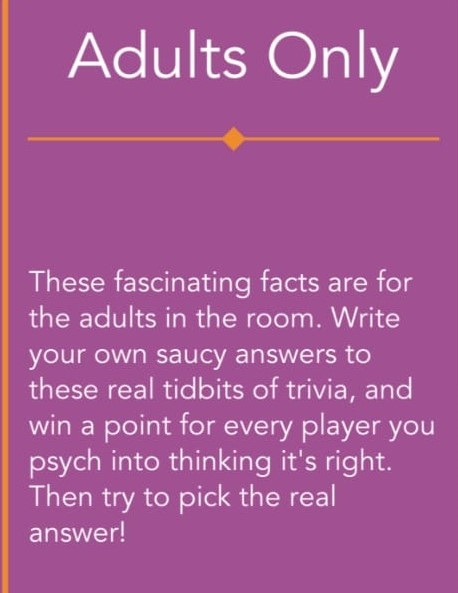 Adults Only
These fascinating facts are for
the adults in the room. Write
your own saucy answers to
these real tidbits of trivia, and
win a point for every player you
psych into thinking it's right.
Then try to pick the real
answer!